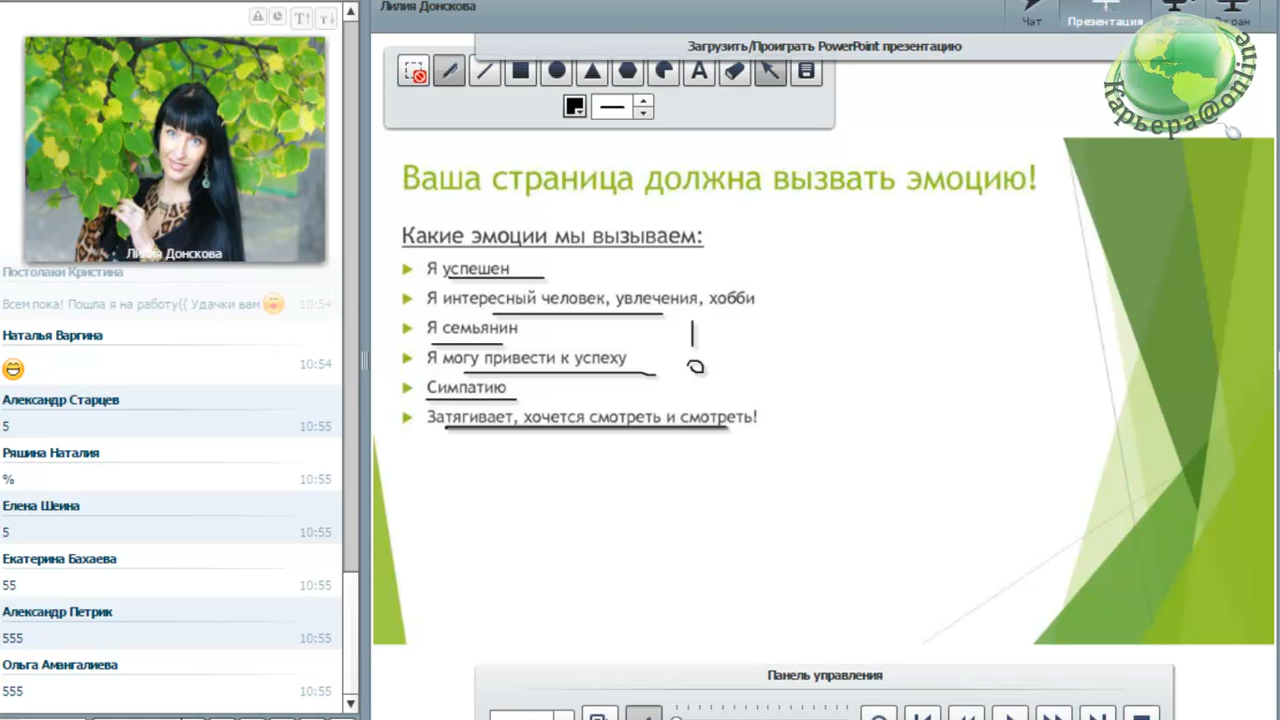 Лилия Донскова
Чат
Презентация
Видео
Экран
Загрузить/Проиграть PowerPoint презентацию
Карьера@online
Лилия Донскова
Постолаки Кристина
Всем пока! Пошла я на работу(( Удачки вам
10:54
Наталья Варгина
10:54
Александр Старцев
5
10:55
Ряшина Наталия
%
10:55
Елена Шеина
5
10:55
Екатерина Бахаева
55
10:55
Александр Петрик
555
10:55
Ольга Амангалиева
555
10:55
Ваша страница должна вызвать эмоцию!
Какие эмоции мы вызываем:
Я успешен
Я интересный человек, увлечения, хобби
Я семьянин
Я могу привести к успеху
Симпатию
Затягивает, хочется смотреть и смотреть!
Панель управления